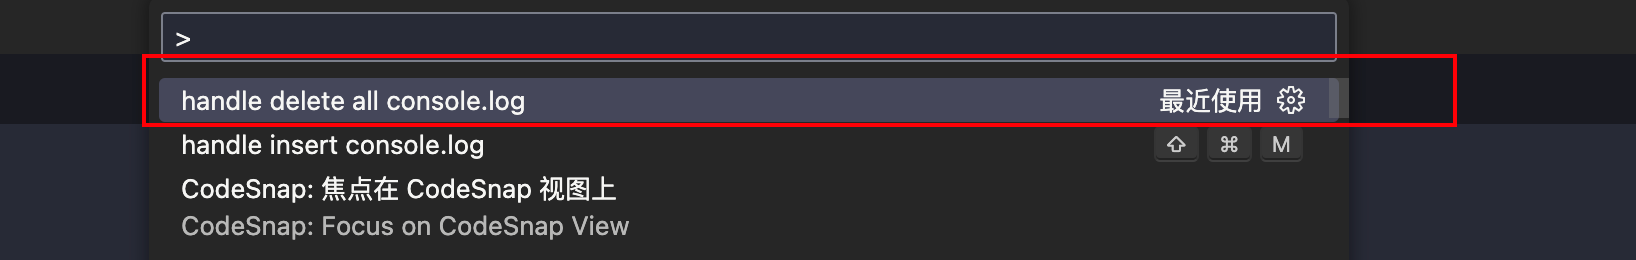 >
handle delete all console.log 最近使用
handle insert console.log ⇧ ⌘ M
CodeSnap: 焦点在 CodeSnap 视图上
CodeSnap: Focus on CodeSnap View